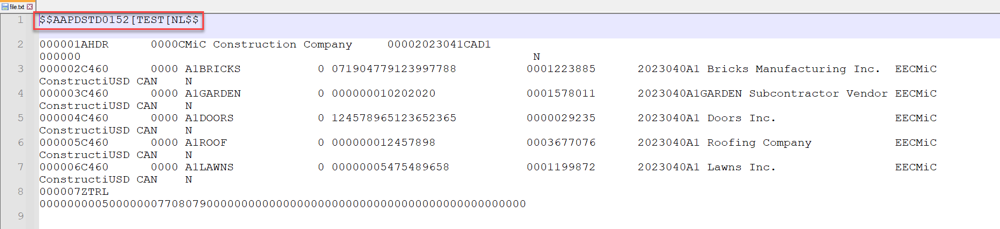 file.txt
1 $$AAPDSTD0152[TEST[NL$$
2 000001AHDR 0000CMiC Construction Company 00002023041CAD1
000000 N
3 000002C460 0000 A1BRICKS 0 071904779123997788 0001223885 2023040A1 Bricks Manufacturing Inc. EECMiC
ConstructiUSD CAN N
4 000003C460 0000 A1GARDEN 0 000000010202020 0001578011 2023040A1GARDEN Subcontractor Vendor EECMiC
ConstructiUSD CAN N
5 000004C460 0000 A1DOORS 0 124578965123652365 0000029235 2023040A1 Doors Inc. EECMiC
ConstructiUSD CAN N
6 000005C460 0000 A1ROOF 0 000000012457898 0003677076 2023040A1 Roofing Company EECMiC
ConstructiUSD CAN N
7 000006C460 0000 A1LAWNS 0 00000005475489658 0001199872 2023040A1 Lawns Inc. EECMiC
ConstructiUSD CAN N
8 000007ZTRL
0000000005000000077080790000000000000000000000000000000000000000000000
9